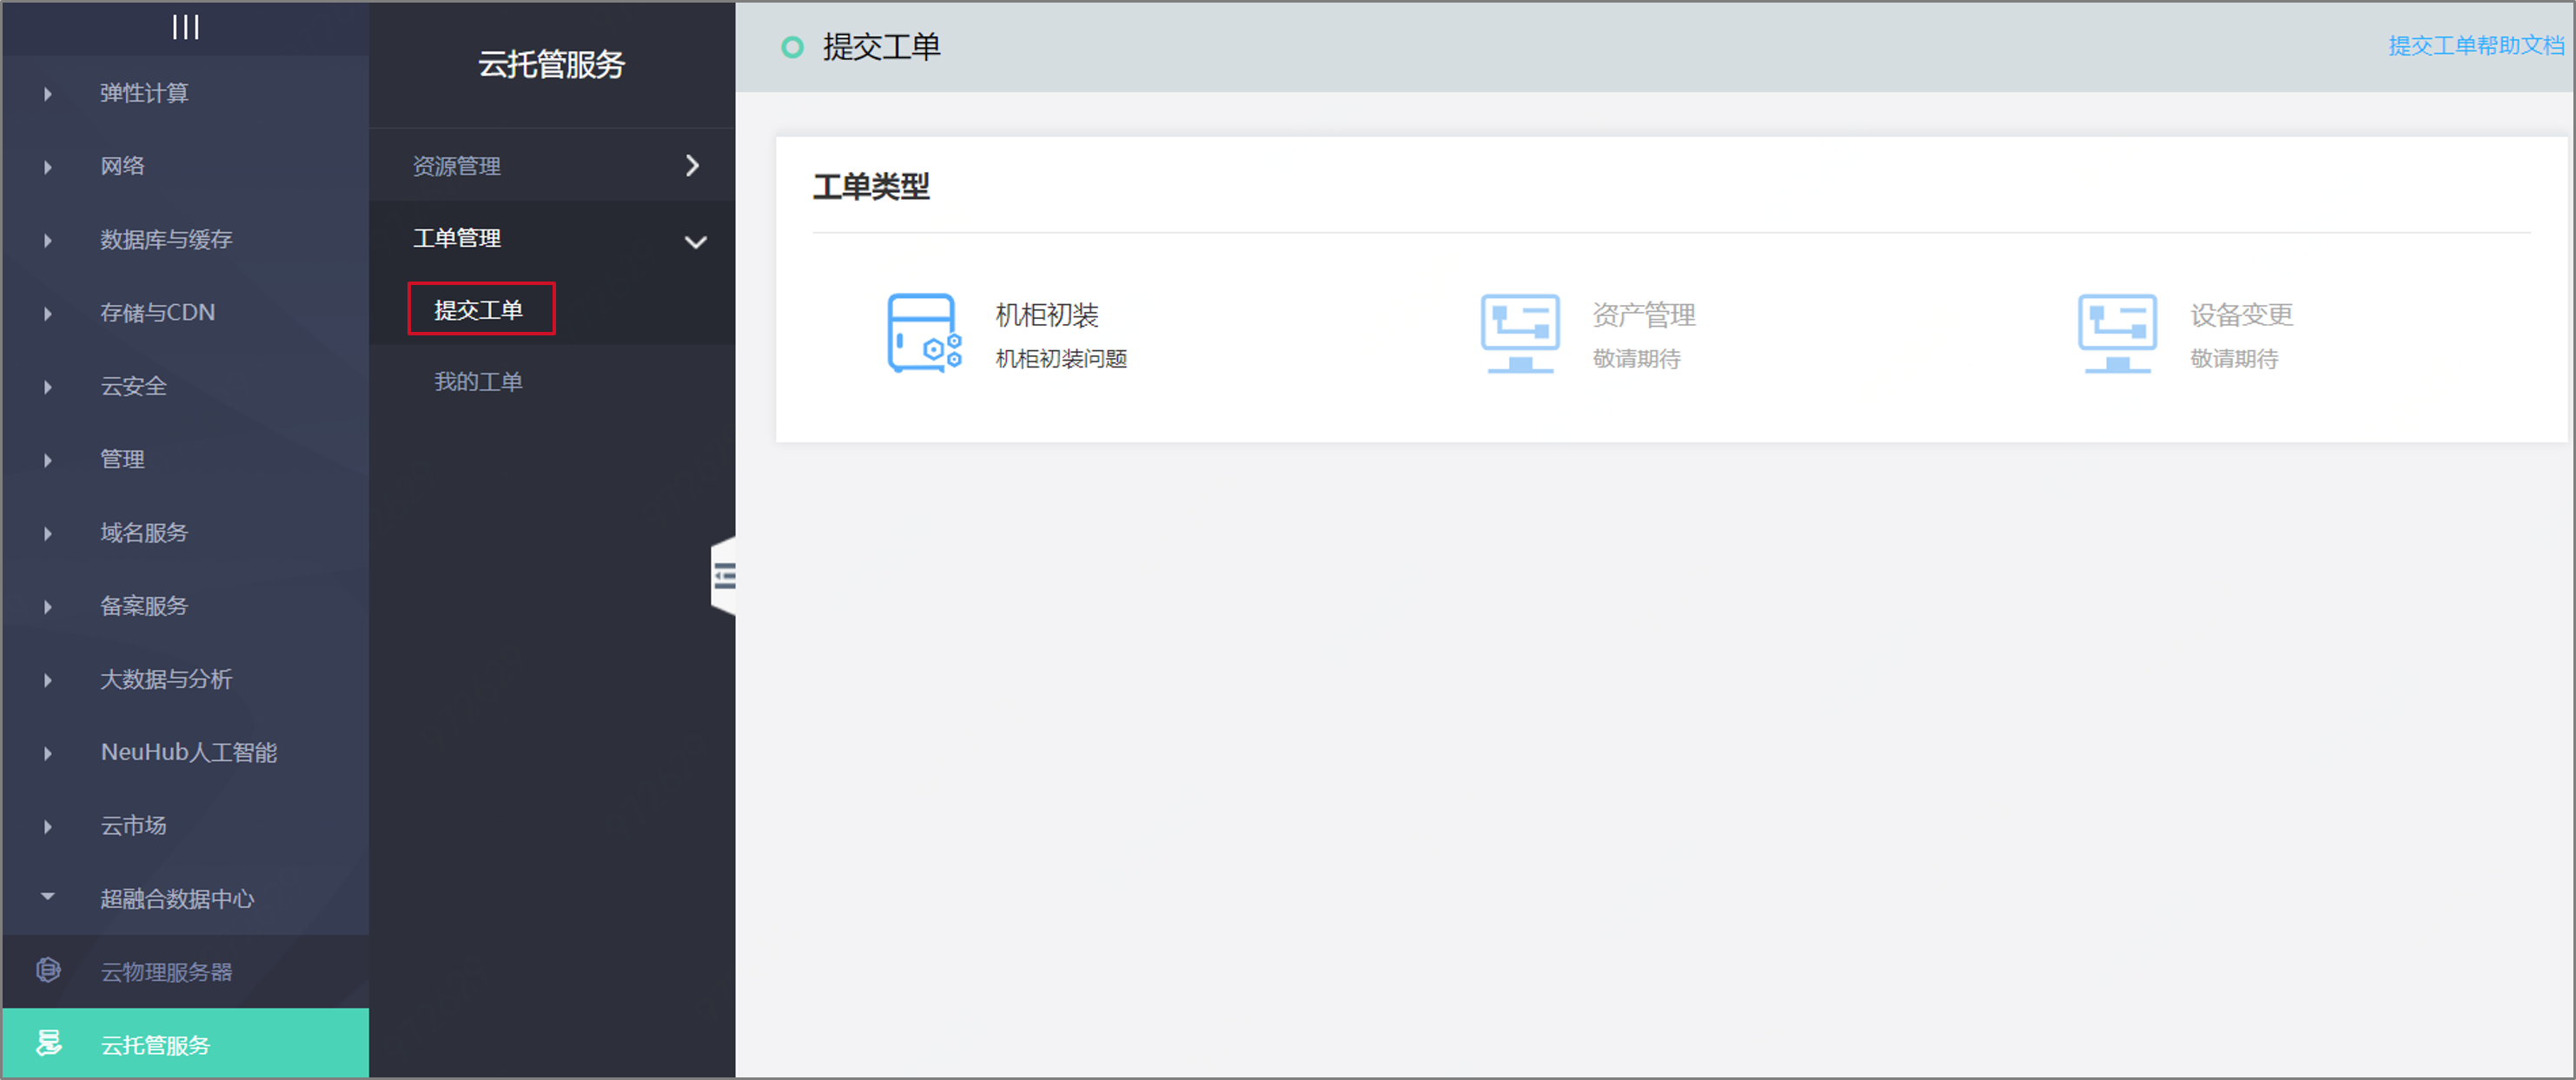 弹性计算
网络
数据库与缓存
存储与CDN
云安全
管理
域名服务
备案服务
大数据与分析
NeuHub人工智能
云市场
超融合数据中心
云物理服务器
云托管服务
云托管服务
资源管理
工单管理
提交工单
我的工单
提交工单
提交工单帮助文档
工单类型
机柜初装
机柜初装问题
资产管理
敬请期待
设备变更
敬请期待